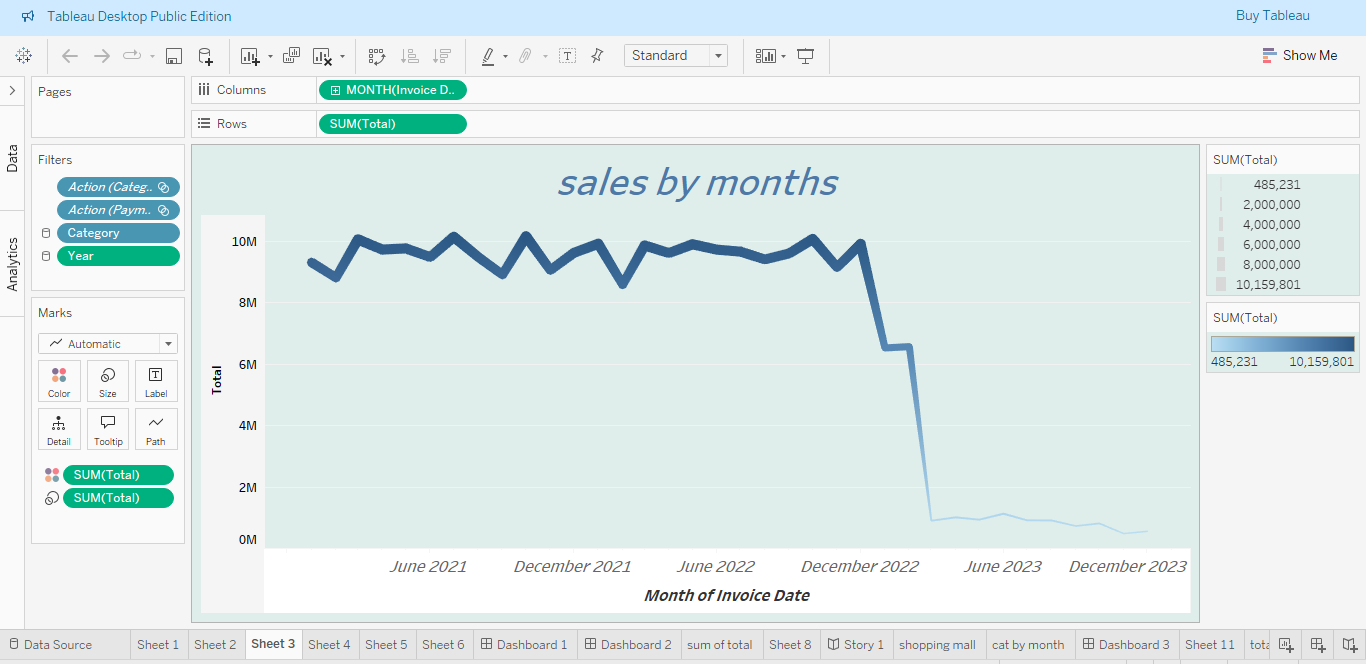 Tableau Desktop Public Edition
Buy Tableau
Standard
Show Me
Pages
Columns
MONTH(Invoice D..
Rows
SUM(Total)
Data
Analytics
Filters
Action (Categ..
Action (Paym..
Category
Year
Marks
Automatic
Color
Size
Label
Detail
Tooltip
Path
SUM(Total)
SUM(Total)
sales by months
Total
10M
8M
6M
4M
2M
0M
June 2021
December 2021
June 2022
December 2022
June 2023
December 2023
Month of Invoice Date
SUM(Total)
485,231
2,000,000
4,000,000
6,000,000
8,000,000
10,159,801
SUM(Total)
485,231 10,159,801
Data Source
Sheet 1
Sheet 2
Sheet 3
Sheet 4
Sheet 5
Sheet 6
Dashboard 1
Dashboard 2
sum of total
Sheet 8
Story 1
shopping mall
cat by month
Dashboard 3
Sheet 11
tota